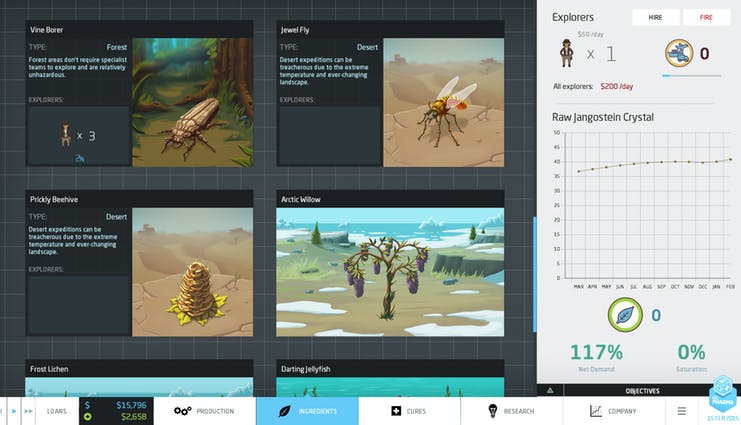 Vine Borer
TYPE: Forest
Forest areas don't require specialist
teams to explore and are relatively
unhazardous.
EXPLORERS:
x 3
Jewel Fly
TYPE: Desert
Desert expeditions can be
treacherous due to the extreme
temperature and ever-changing
landscape.
EXPLORERS:
Prickly Beehive
TYPE: Desert
Desert expeditions can be
treacherous due to the extreme
temperature and ever-changing
landscape.
EXPLORERS:
Arctic Willow
Frost Lichen
Darting Jellyfish
Explorers
HIRE
FIRE
$50 /day
x 1
0
All explorers: $200 /day
Raw Jangostein Crystal
50
45
40
35
30
25
20
15
10
5
0
MAR APR MAY JUN JUL AUG SEP OCT NOV DEC JAN FEB
0
117%
Net Demand
0%
Saturation
OBJECTIVES
LOANS
$ $15,796
$2,658
PRODUCTION
INGREDIENTS
CURES
RESEARCH
COMPANY
PHARMA
15 FEB 2015